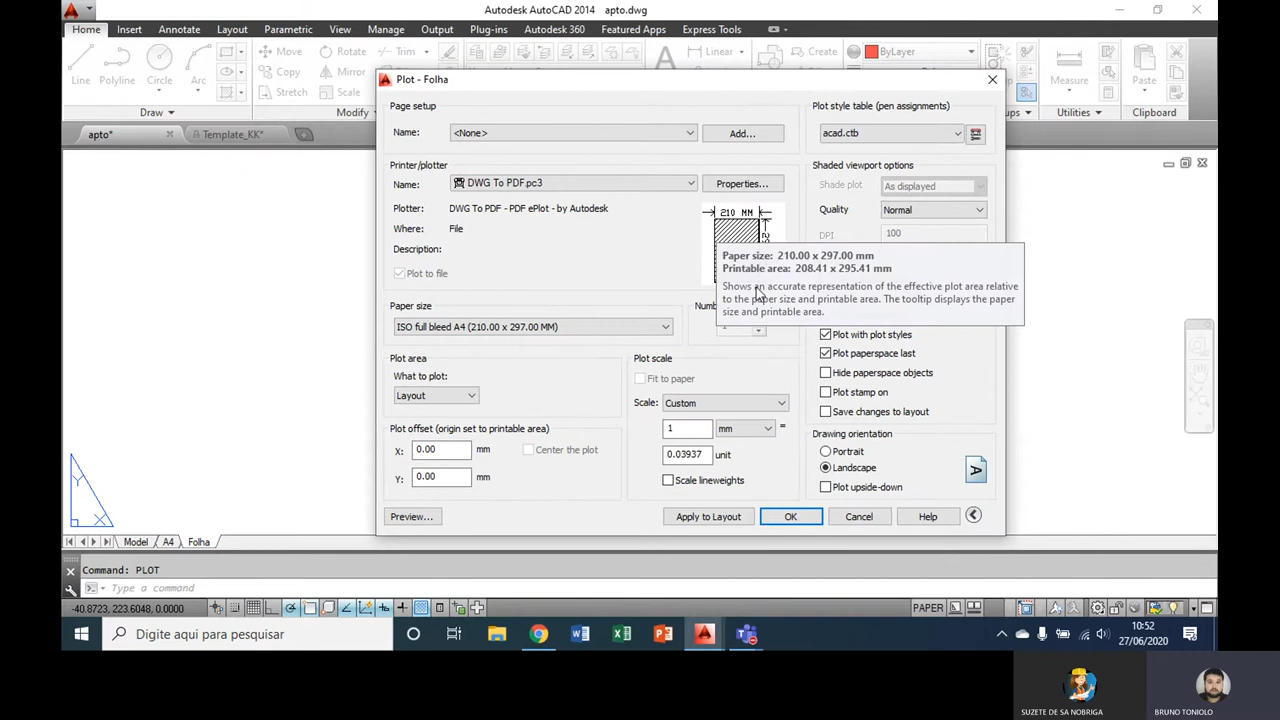 Autodesk AutoCAD 2014 apto.dwg
Home Insert Annotate Layout Parametric View Manage Output Plug-ins Autodesk 360 Featured Apps Express Tools
Line Polyline Circle Arc
Move Rotate Trim
Copy Mirror
Stretch Scale
Linear
Create
ByLayer
Measure Paste
Draw Modify Utilities Clipboard
apto* Template_KK*
Plot - Folha
Page setup
Name: <None> Add...
Printer/plotter
Name: DWG To PDF.pc3 Properties...
Plotter: DWG To PDF - PDF ePlot - by Autodesk
Where: File
Description:
Plot to file
210 MM
Paper size: 210.00 x 297.00 mm
Printable area: 208.41 x 295.41 mm
Shows an accurate representation of the effective plot area relative
to the paper size and printable area. The tooltip displays the paper
size and printable area.
Paper size
ISO full bleed A4 (210.00 x 297.00 MM)
Plot area
What to plot:
Layout
Plot offset (origin set to printable area)
X: 0.00 mm Center the plot
Y: 0.00 mm
Plot scale
Fit to paper
Scale: Custom
1 mm =
0.03937 unit
Scale lineweights
Plot style table (pen assignments)
acad.ctb
Shaded viewport options
Shade plot As displayed
Quality Normal
DPI 100
Plot with plot styles
Plot paperspace last
Hide paperspace objects
Plot stamp on
Save changes to layout
Drawing orientation
Portrait
Landscape
Plot upside-down
A
Preview... Apply to Layout OK Cancel Help
Y
X
Model A4 Folha
Command: PLOT
Type a command
-40.8723, 223.6048, 0.0000 PAPER
Digite aqui para pesquisar
10:52
27/06/2020
SUZETE DE SA NOBRIGA BRUNO TONIOLO